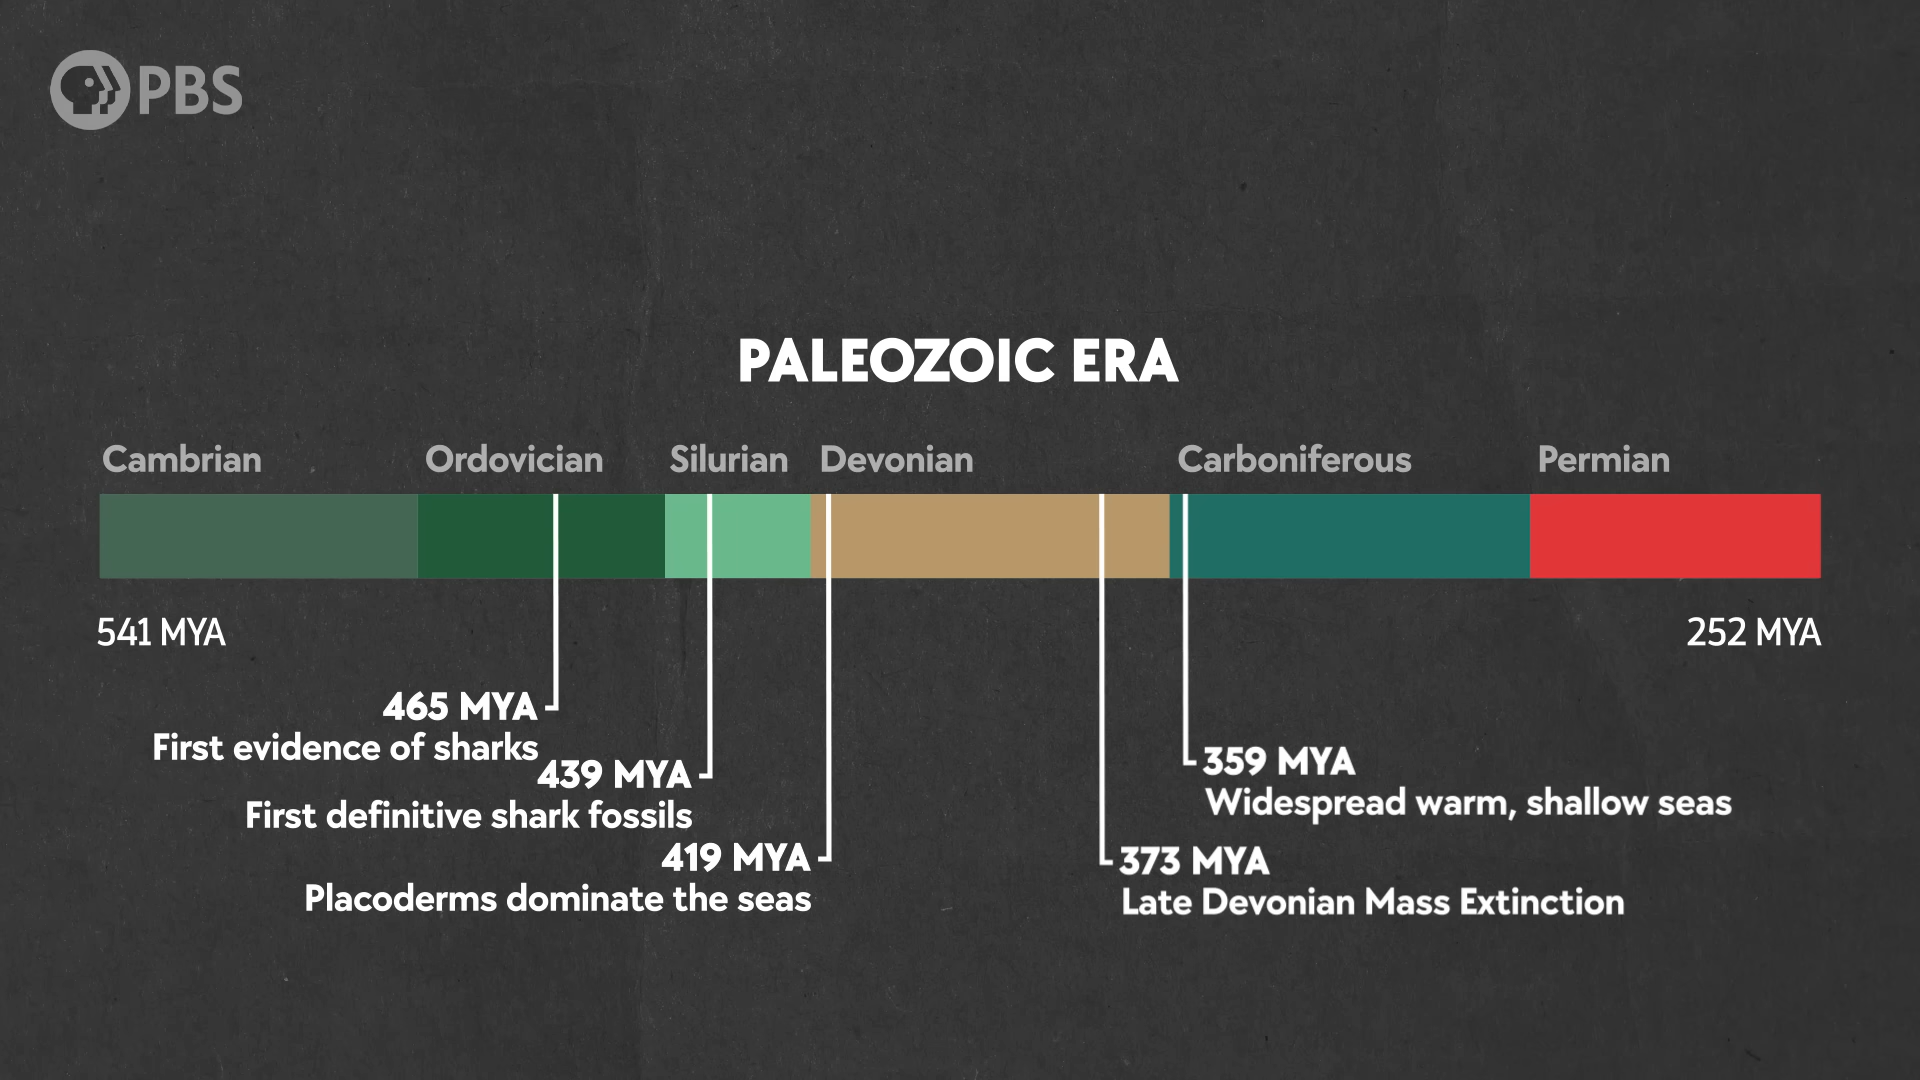 PBS
PALEOZOIC ERA
Cambrian
Ordovician
Silurian
Devonian
Carboniferous
Permian
541 MYA
252 MYA
465 MYA
First evidence of sharks
439 MYA
First definitive shark fossils
419 MYA
Placoderms dominate the seas
359 MYA
Widespread warm, shallow seas
373 MYA
Late Devonian Mass Extinction